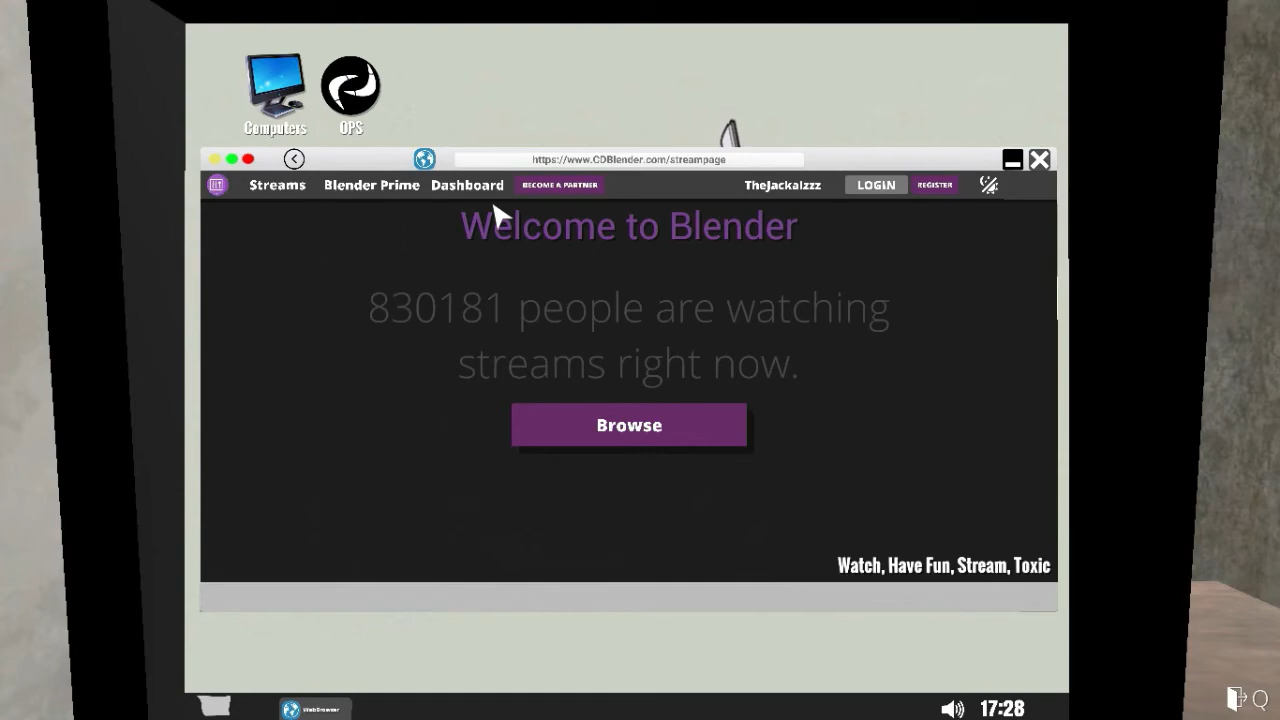 Computers
OPS
https://www.CDBlender.com/streampage
Streams Blender Prime Dashboard BECOME A PARTNER TheJackalzzz LOGIN REGISTER
Welcome to Blender
830181 people are watching
streams right now.
Browse
Watch, Have Fun, Stream, Toxic
WebBrowser
17:28
Q